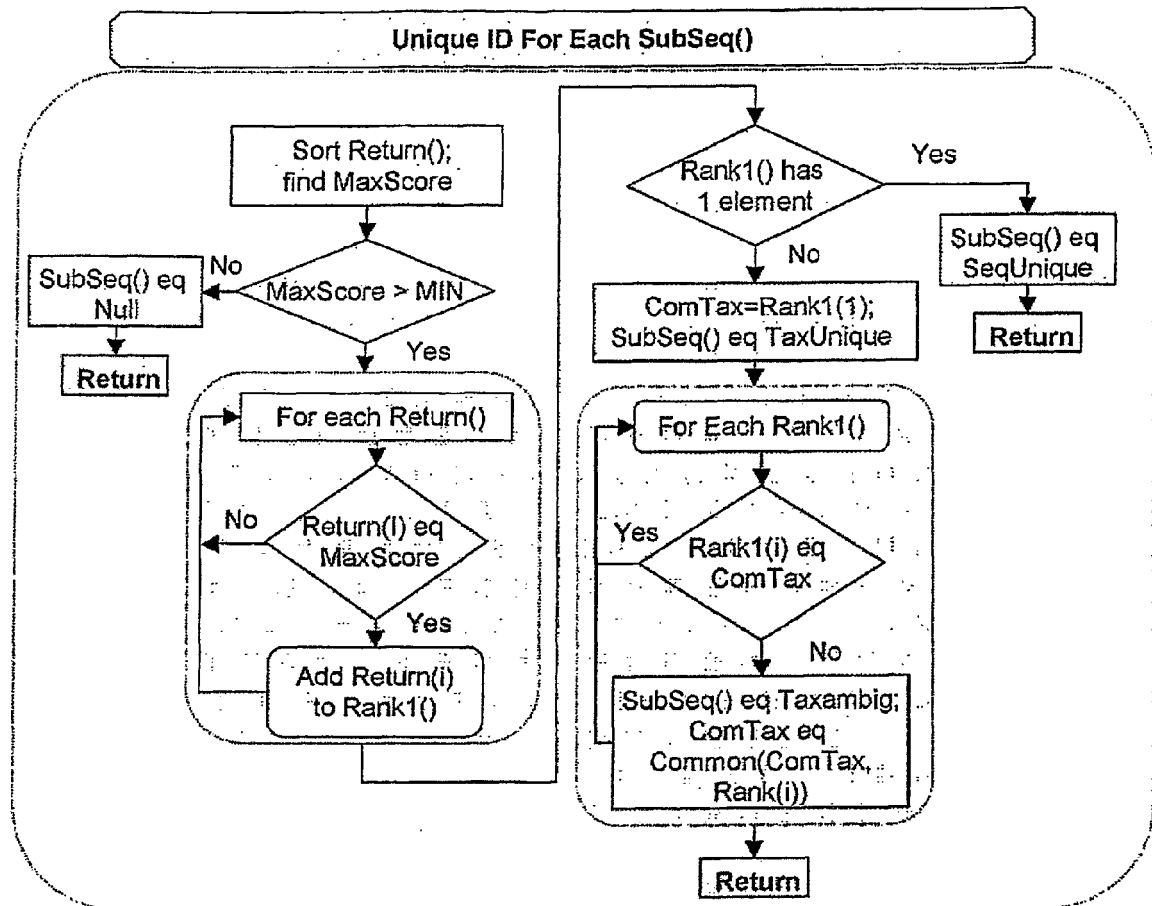 Unique ID For Each SubSeq()
Sort Return();
find MaxScore
No
MaxScore > MIN
SubSeq() eq
Null
Return
Yes
For each Return()
No
Return(I) eq
MaxScore
Yes
Add Return(i)
to Rank1()
Rank1() has
1 element
Yes
SubSeq() eq
SeqUnique
Return
No
ComTax=Rank1(1);
SubSeq() eq TaxUnique
For Each Rank1()
Yes
Rank1(i) eq
ComTax
No
SubSeq() eq Taxambig;
ComTax eq
Common(ComTax,
Rank(i))
Return